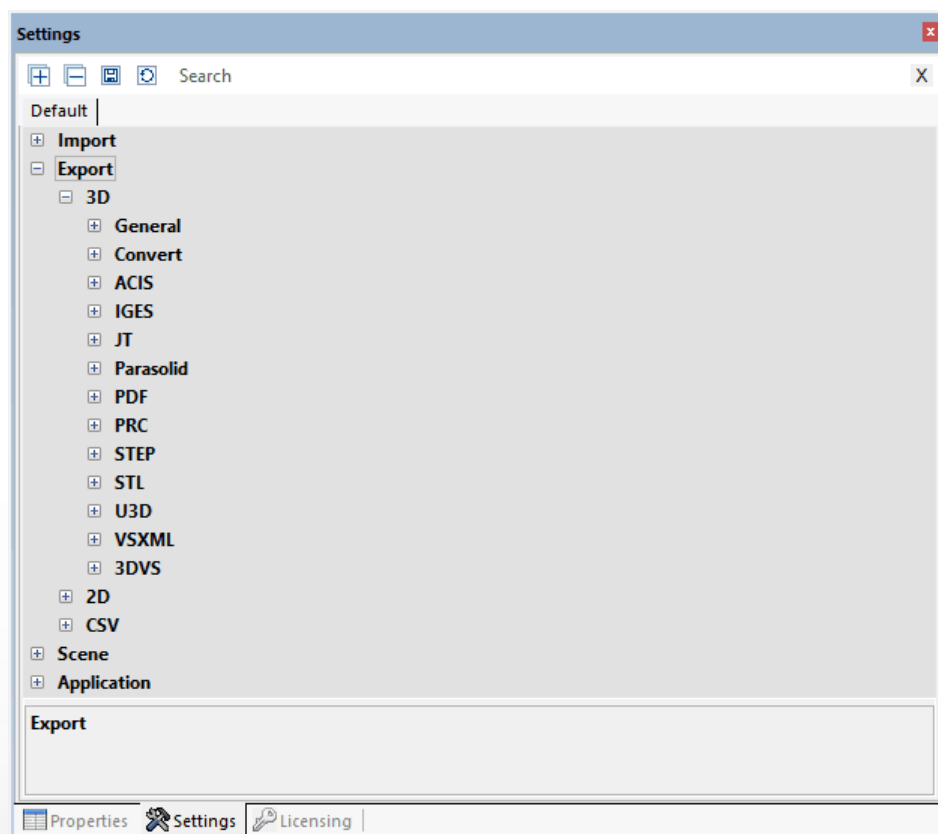 Settings
Search X
Default
Import
Export
3D
General
Convert
ACIS
IGES
JT
Parasolid
PDF
PRC
STEP
STL
U3D
VSXML
3DVS
2D
CSV
Scene
Application
Export
Properties Settings Licensing